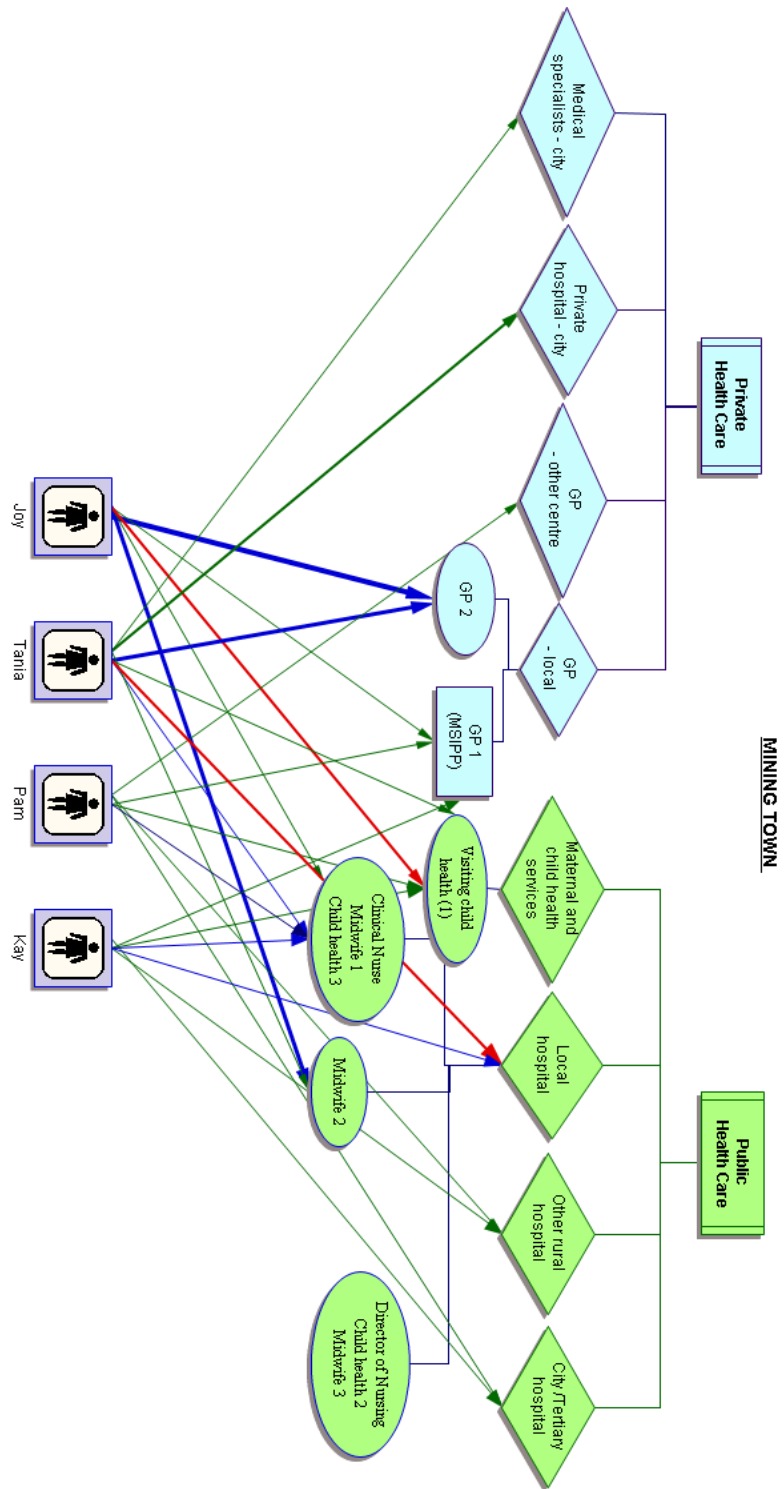 MINING TOWN
Private
Health Care
Public
Health Care
Medical
specialists - city
Private
hospital - city
GP
- other centre
GP
- local
Maternal and
child health
services
Local
hospital
Other rural
hospital
City /Tertiary
hospital
GP 2
GP 1
(MSIPP)
Visiting child
health (1)
Clinical Nurse
Midwife 1
Child health 3
Midwife 2
Director of Nursing
Child health 2
Midwife 3
Joy
Tania
Pam
Kay